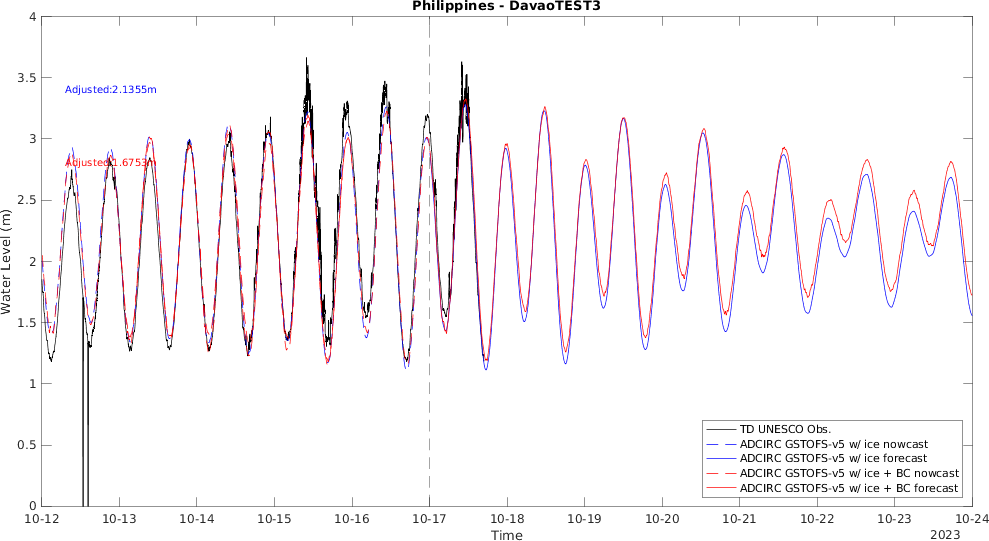 Philippines - DavaoTEST3
Water Level (m)
4
3.5
3
2.5
2
1.5
1
0.5
0
Adjusted:2.1355m
Adjusted:1.6753m
TD UNESCO Obs.
ADCIRC GSTOFS-v5 w/ ice nowcast
ADCIRC GSTOFS-v5 w/ ice forecast
ADCIRC GSTOFS-v5 w/ ice + BC nowcast
ADCIRC GSTOFS-v5 w/ ice + BC forecast
10-12 10-13 10-14 10-15 10-16 10-17 10-18 10-19 10-20 10-21 10-22 10-23 10-24
Time
2023